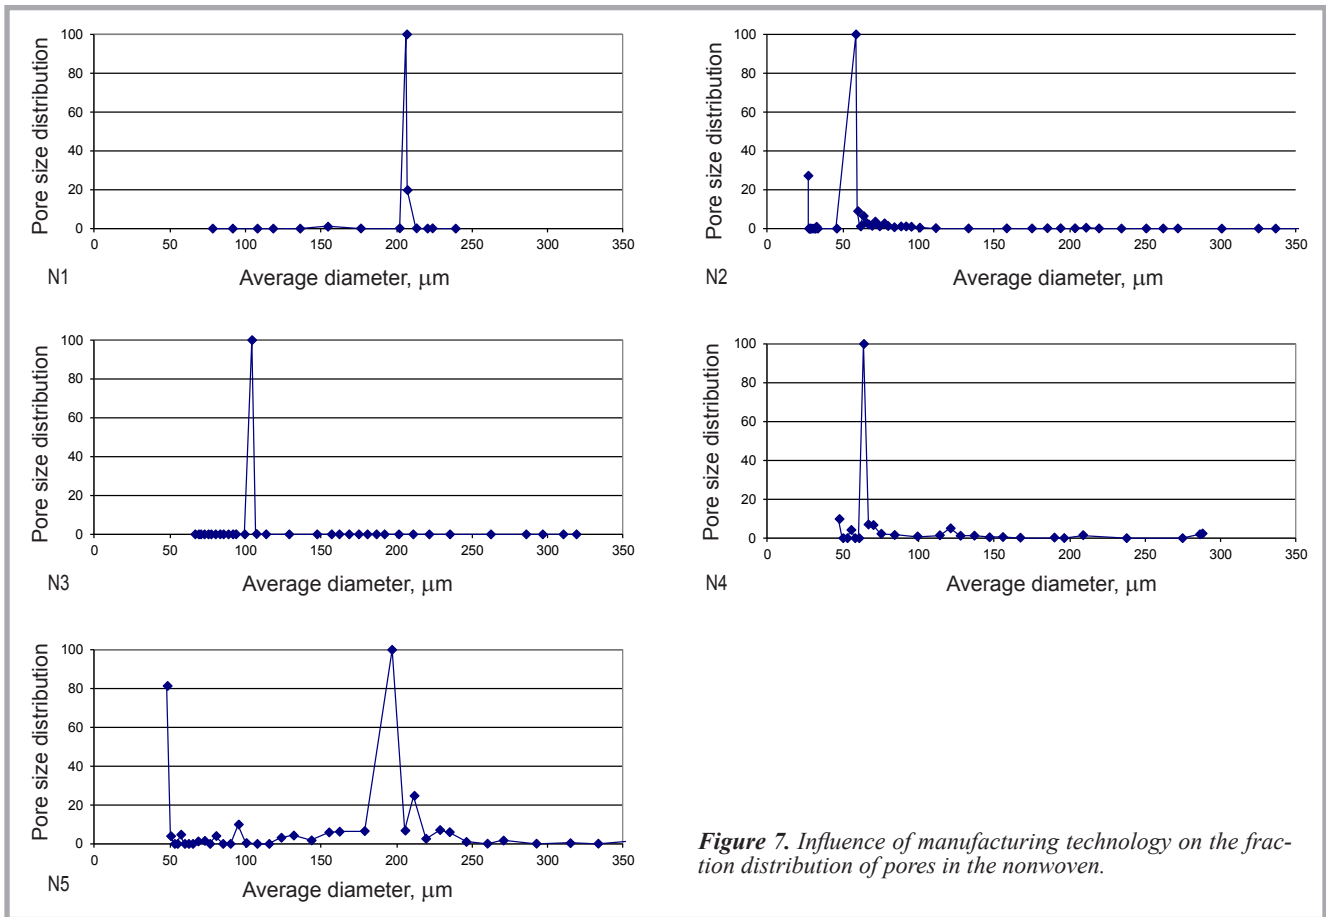 Pore size distribution
100
80
60
40
20
0
0 50 100 150 200 250 300 350
N1
Average diameter, μm
Pore size distribution
100
80
60
40
20
0
0 50 100 150 200 250 300 350
N2
Average diameter, μm
Pore size distribution
100
80
60
40
20
0
0 50 100 150 200 250 300 350
N3
Average diameter, μm
Pore size distribution
100
80
60
40
20
0
0 50 100 150 200 250 300 350
N4
Average diameter, μm
Pore size distribution
100
80
60
40
20
0
0 50 100 150 200 250 300 350
N5
Average diameter, μm
Figure 7. Influence of manufacturing technology on the frac-
tion distribution of pores in the nonwoven.